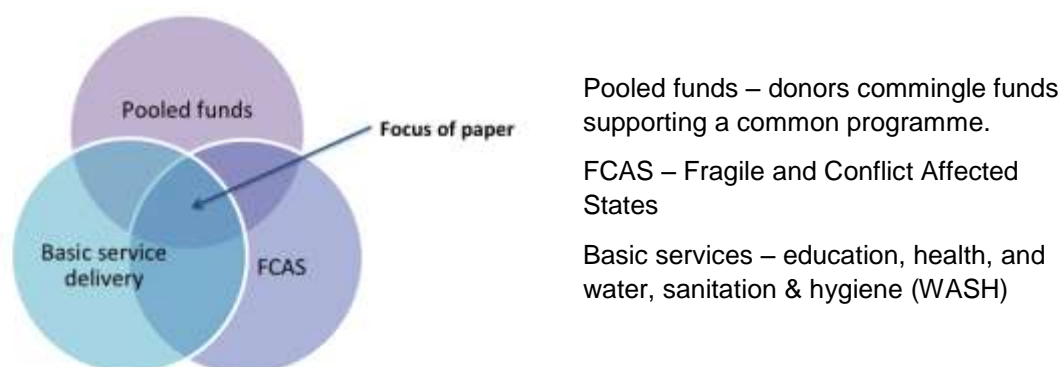 Pooled funds
Focus of paper
Basic service
delivery
FCAS
Pooled funds – donors commingle funds
supporting a common programme.
FCAS – Fragile and Conflict Affected
States
Basic services – education, health, and
water, sanitation & hygiene (WASH)